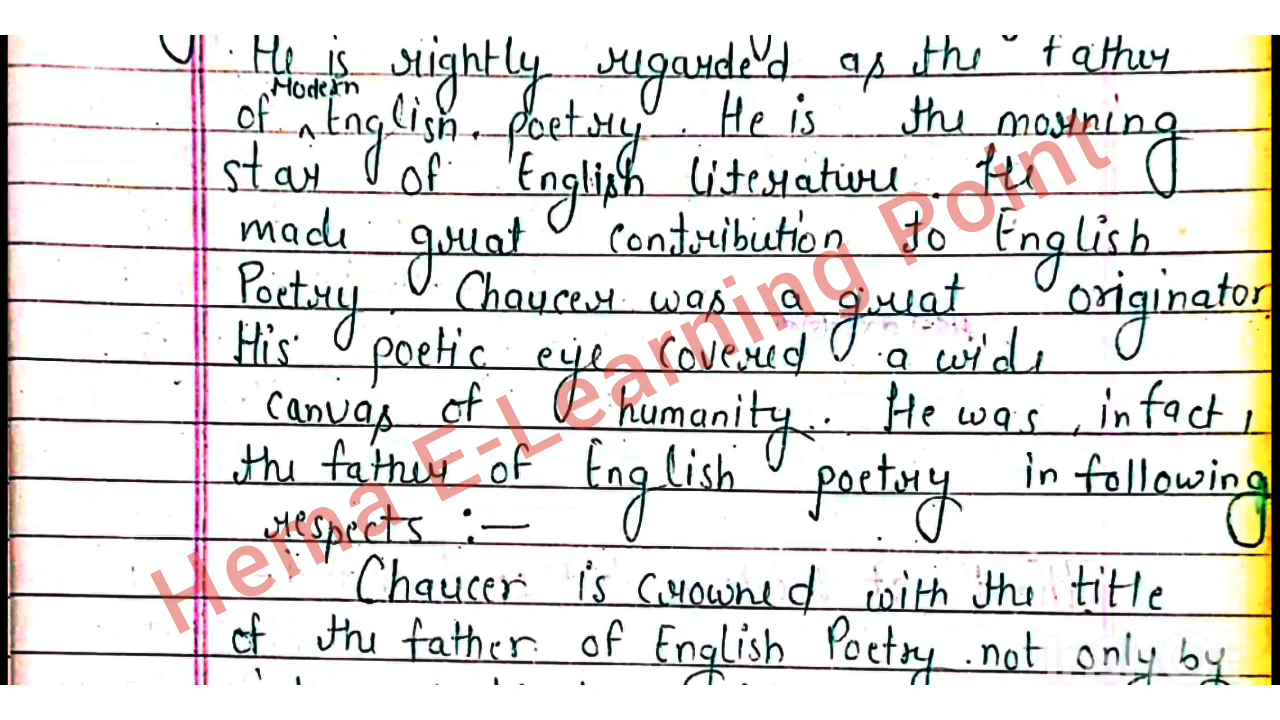 He is rightly regarded as the father
of Modern English poetry. He is the morning
star of English literature. He
made great contribution to English
Poetry. Chaucer was a great originator.
His poetic eye covered a wide
canvas of humanity. He was, in fact,
the father of English poetry in following
respects :—
Chaucer is crowned with the title
of the father of English Poetry not only by
Hema E-Learning Point